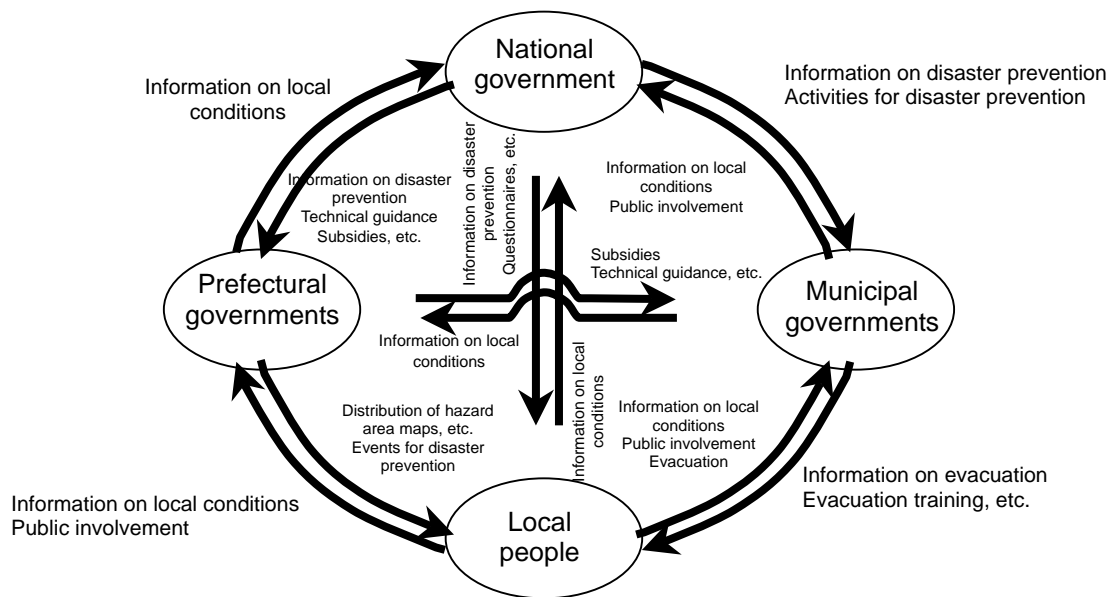 National
government
Information on local
conditions
Information on disaster prevention
Activities for disaster prevention
Information on disaster
prevention
Questionnaires, etc.
Information on local
conditions
Public involvement
Information on disaster
prevention
Technical guidance
Subsidies, etc.
Subsidies
Technical guidance, etc.
Prefectural
governments
Municipal
governments
Information on local
conditions
Information on local
conditions
Distribution of hazard
area maps, etc.
Events for disaster
prevention
Information on local
conditions
Public involvement
Evacuation
Information on local conditions
Public involvement
Information on evacuation
Evacuation training, etc.
Local
people